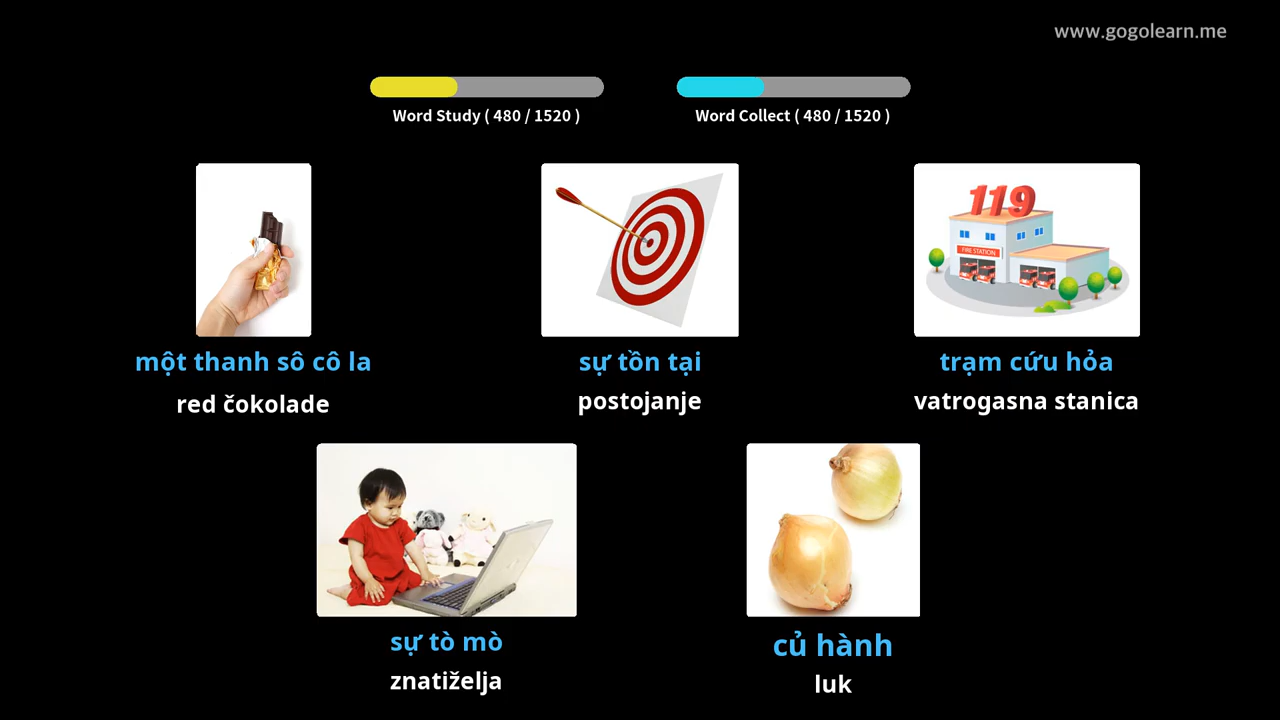 www.gogolearn.me
Word Study ( 480 / 1520 )
Word Collect ( 480 / 1520 )
119
FIRE STATION
một thanh sô cô la
red čokolade
sự tồn tại
postojanje
trạm cứu hỏa
vatrogasna stanica
sự tò mò
znatiželja
củ hành
luk